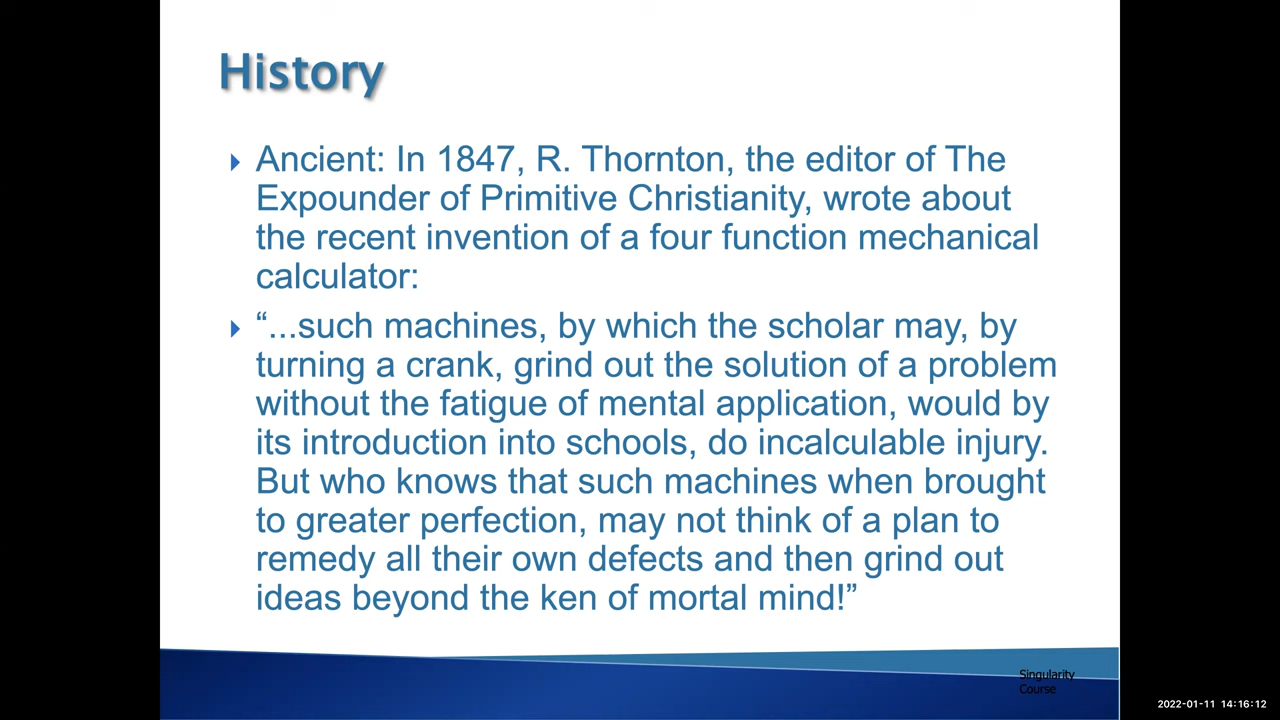 History
Ancient: In 1847, R. Thornton, the editor of The
Expounder of Primitive Christianity, wrote about
the recent invention of a four function mechanical
calculator:
“...such machines, by which the scholar may, by
turning a crank, grind out the solution of a problem
without the fatigue of mental application, would by
its introduction into schools, do incalculable injury.
But who knows that such machines when brought
to greater perfection, may not think of a plan to
remedy all their own defects and then grind out
ideas beyond the ken of mortal mind!”
Singularity
Course
2022-01-11 14:16:12